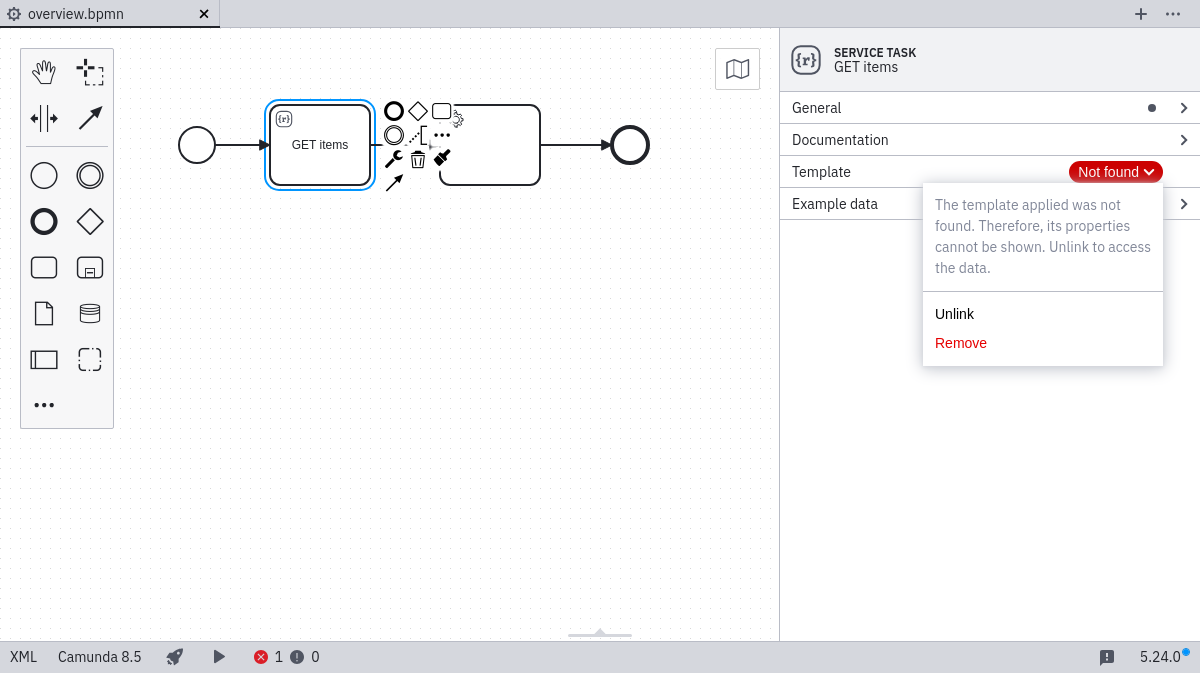 overview.bpmn
SERVICE TASK
GET items
General
Documentation
Template
Not found
Example data
The template applied was not
found. Therefore, its properties
cannot be shown. Unlink to access
the data.
Unlink
Remove
{r}
GET items
XML
Camunda 8.5
1
0
5.24.0